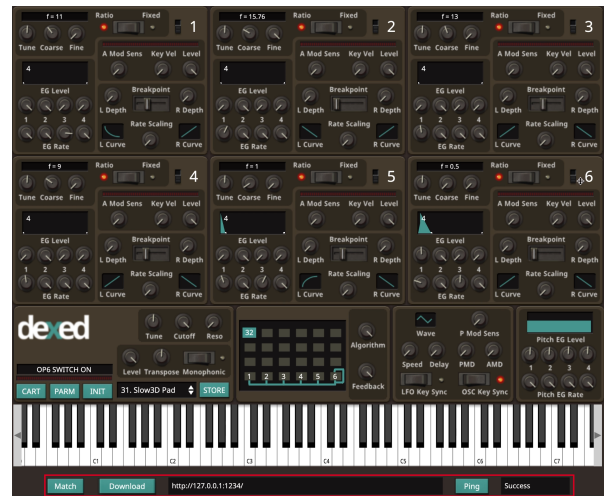 f = 11 Ratio Fixed 1
Tune Coarse Fine
A Mod Sens Key Vel Level
4
EG Level
Breakpoint
1 2 3 4
L Depth R Depth
Rate Scaling
EG Rate
L Curve R Curve
f = 15.76 Ratio Fixed 2
Tune Coarse Fine
A Mod Sens Key Vel Level
4
EG Level
Breakpoint
1 2 3 4
L Depth R Depth
Rate Scaling
EG Rate
L Curve R Curve
f = 13 Ratio Fixed 3
Tune Coarse Fine
A Mod Sens Key Vel Level
4
EG Level
Breakpoint
1 2 3 4
L Depth R Depth
Rate Scaling
EG Rate
L Curve R Curve
f = 9 Ratio Fixed 4
Tune Coarse Fine
A Mod Sens Key Vel Level
4
EG Level
Breakpoint
1 2 3 4
L Depth R Depth
Rate Scaling
EG Rate
L Curve R Curve
f = 1 Ratio Fixed 5
Tune Coarse Fine
A Mod Sens Key Vel Level
4
EG Level
Breakpoint
1 2 3 4
L Depth R Depth
Rate Scaling
EG Rate
L Curve R Curve
f = 0.5 Ratio Fixed 6
Tune Coarse Fine
A Mod Sens Key Vel Level
4
EG Level
Breakpoint
1 2 3 4
L Depth R Depth
Rate Scaling
EG Rate
L Curve R Curve
dexed
Tune Cutoff Reso
OP6 SWITCH ON
Level Transpose Monophonic
CART PARM INIT 31. Slow3D Pad STORE
32
1 2 3 4 5 6
Algorithm
Feedback
Wave P Mod Sens
Speed Delay PMD AMD
LFO Key Sync OSC Key Sync
Pitch EG Level
1 2 3 4
Pitch EG Rate
C1 C2 C3 C4 C5 C6 C7
Match Download http://127.0.0.1:1234/ Ping Success